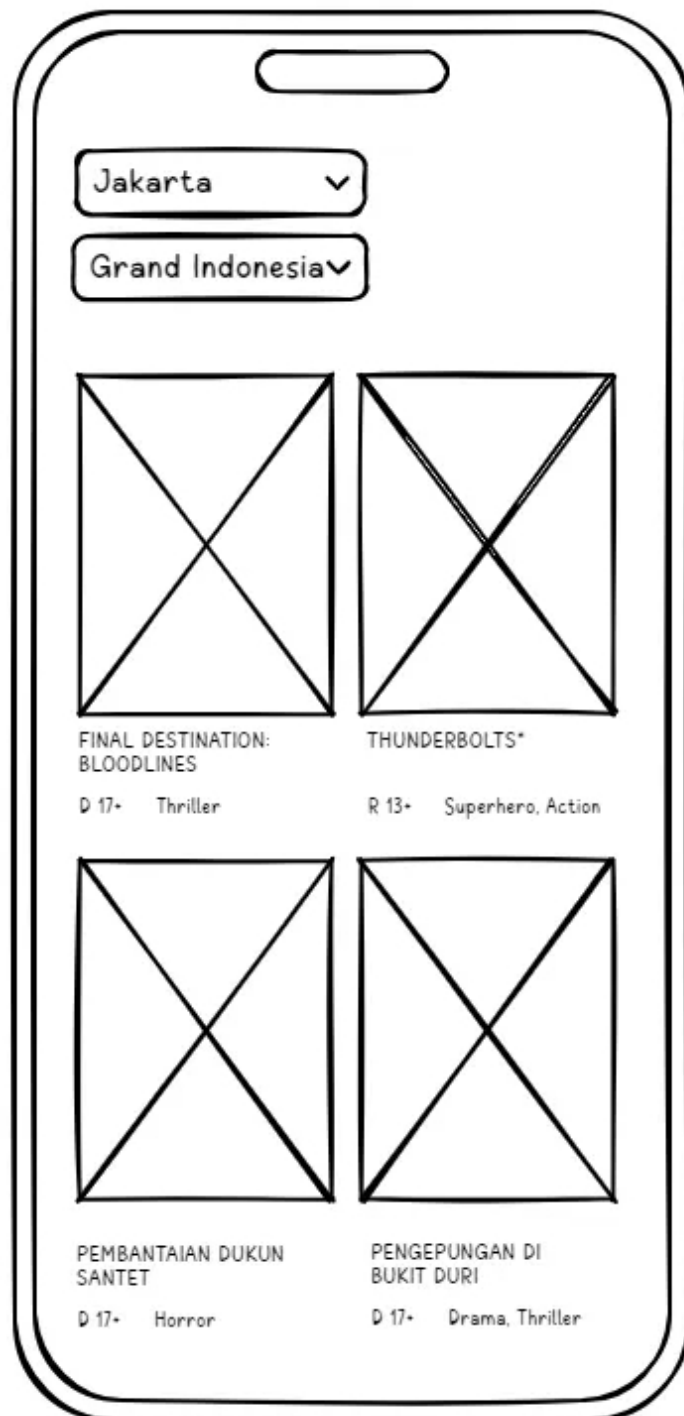 Jakarta
Grand Indonesia
FINAL DESTINATION:
BLOODLINES
D 17+ Thriller
THUNDERBOLTS*
R 13+ Superhero, Action
PEMBANTAIAN DUKUN
SANTET
D 17+ Horror
PENGEPUNGAN DI
BUKIT DURI
D 17+ Drama, Thriller